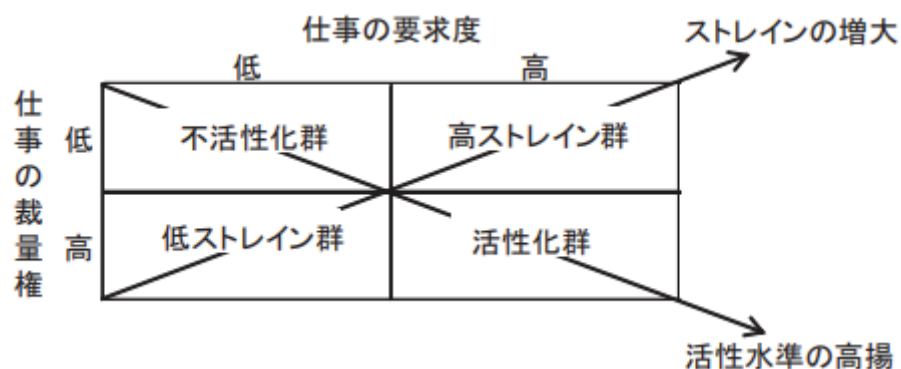 仕事の要求度
ストレインの増大
低
高
仕事の裁量権
低
不活性化群
高ストレイン群
高
低ストレイン群
活性化群
活性水準の高揚